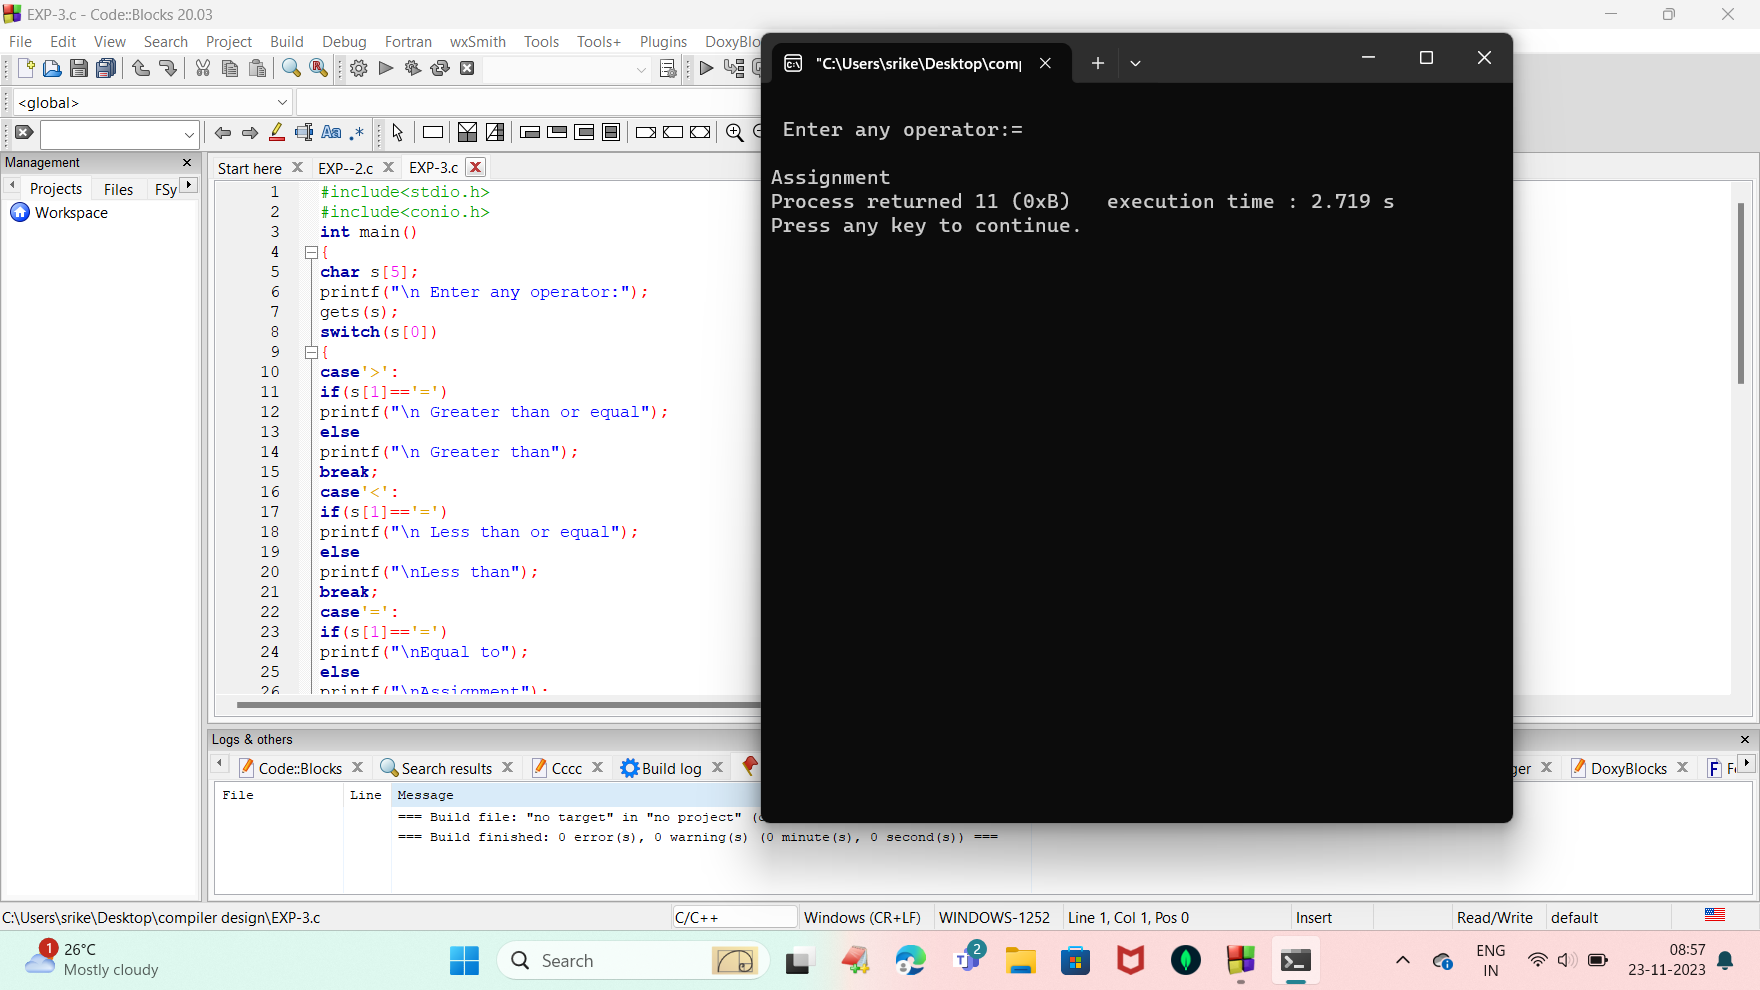 EXP-3.c - Code::Blocks 20.03
File Edit View Search Project Build Debug Fortran wxSmith Tools Tools+ Plugins
<global>
Management
Projects Files FSy
Workspace
Start here EXP--2.c EXP-3.c
1 #include<stdio.h>
2 #include<conio.h>
3 int main()
4 {
5 char s[5];
6 printf("\n Enter any operator:");
7 gets(s);
8 switch(s[0])
9 {
10 case'>':
11 if(s[1]=='=')
12 printf("\n Greater than or equal");
13 else
14 printf("\n Greater than");
15 break;
16 case'<':
17 if(s[1]=='=')
18 printf("\n Less than or equal");
19 else
20 printf("\nLess than");
21 break;
22 case'=':
23 if(s[1]=='=')
24 printf("\nEqual to");
25 else
26 printf("\nAssignment");
"C:\Users\srike\Desktop\comp
Enter any operator:=
Assignment
Process returned 11 (0xB) execution time : 2.719 s
Press any key to continue.
Logs & others
Code::Blocks Search results Cccc Build log DoxyBlocks
File Line Message
=== Build file: "no target" in "no project"
=== Build finished: 0 error(s), 0 warning(s) (0 minute(s), 0 second(s)) ===
C:\Users\srike\Desktop\compiler design\EXP-3.c C/C++ Windows (CR+LF) WINDOWS-1252 Line 1, Col 1, Pos 0 Insert Read/Write default
1 26°C
Mostly cloudy
Search
2
ENG
IN
08:57
23-11-2023